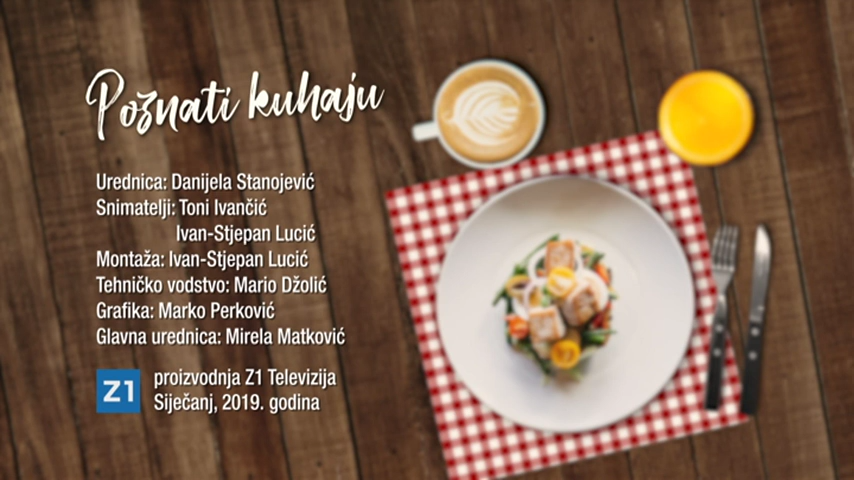 Poznati kuhaju
Urednica: Danijela Stanojević
Snimatelji: Toni Ivančić
Ivan-Stjepan Lucić
Montaža: Ivan-Stjepan Lucić
Tehničko vodstvo: Mario Džolić
Grafika: Marko Perković
Glavna urednica: Mirela Matković
Z1 proizvodnja Z1 Televizija
Siječanj, 2019. godina